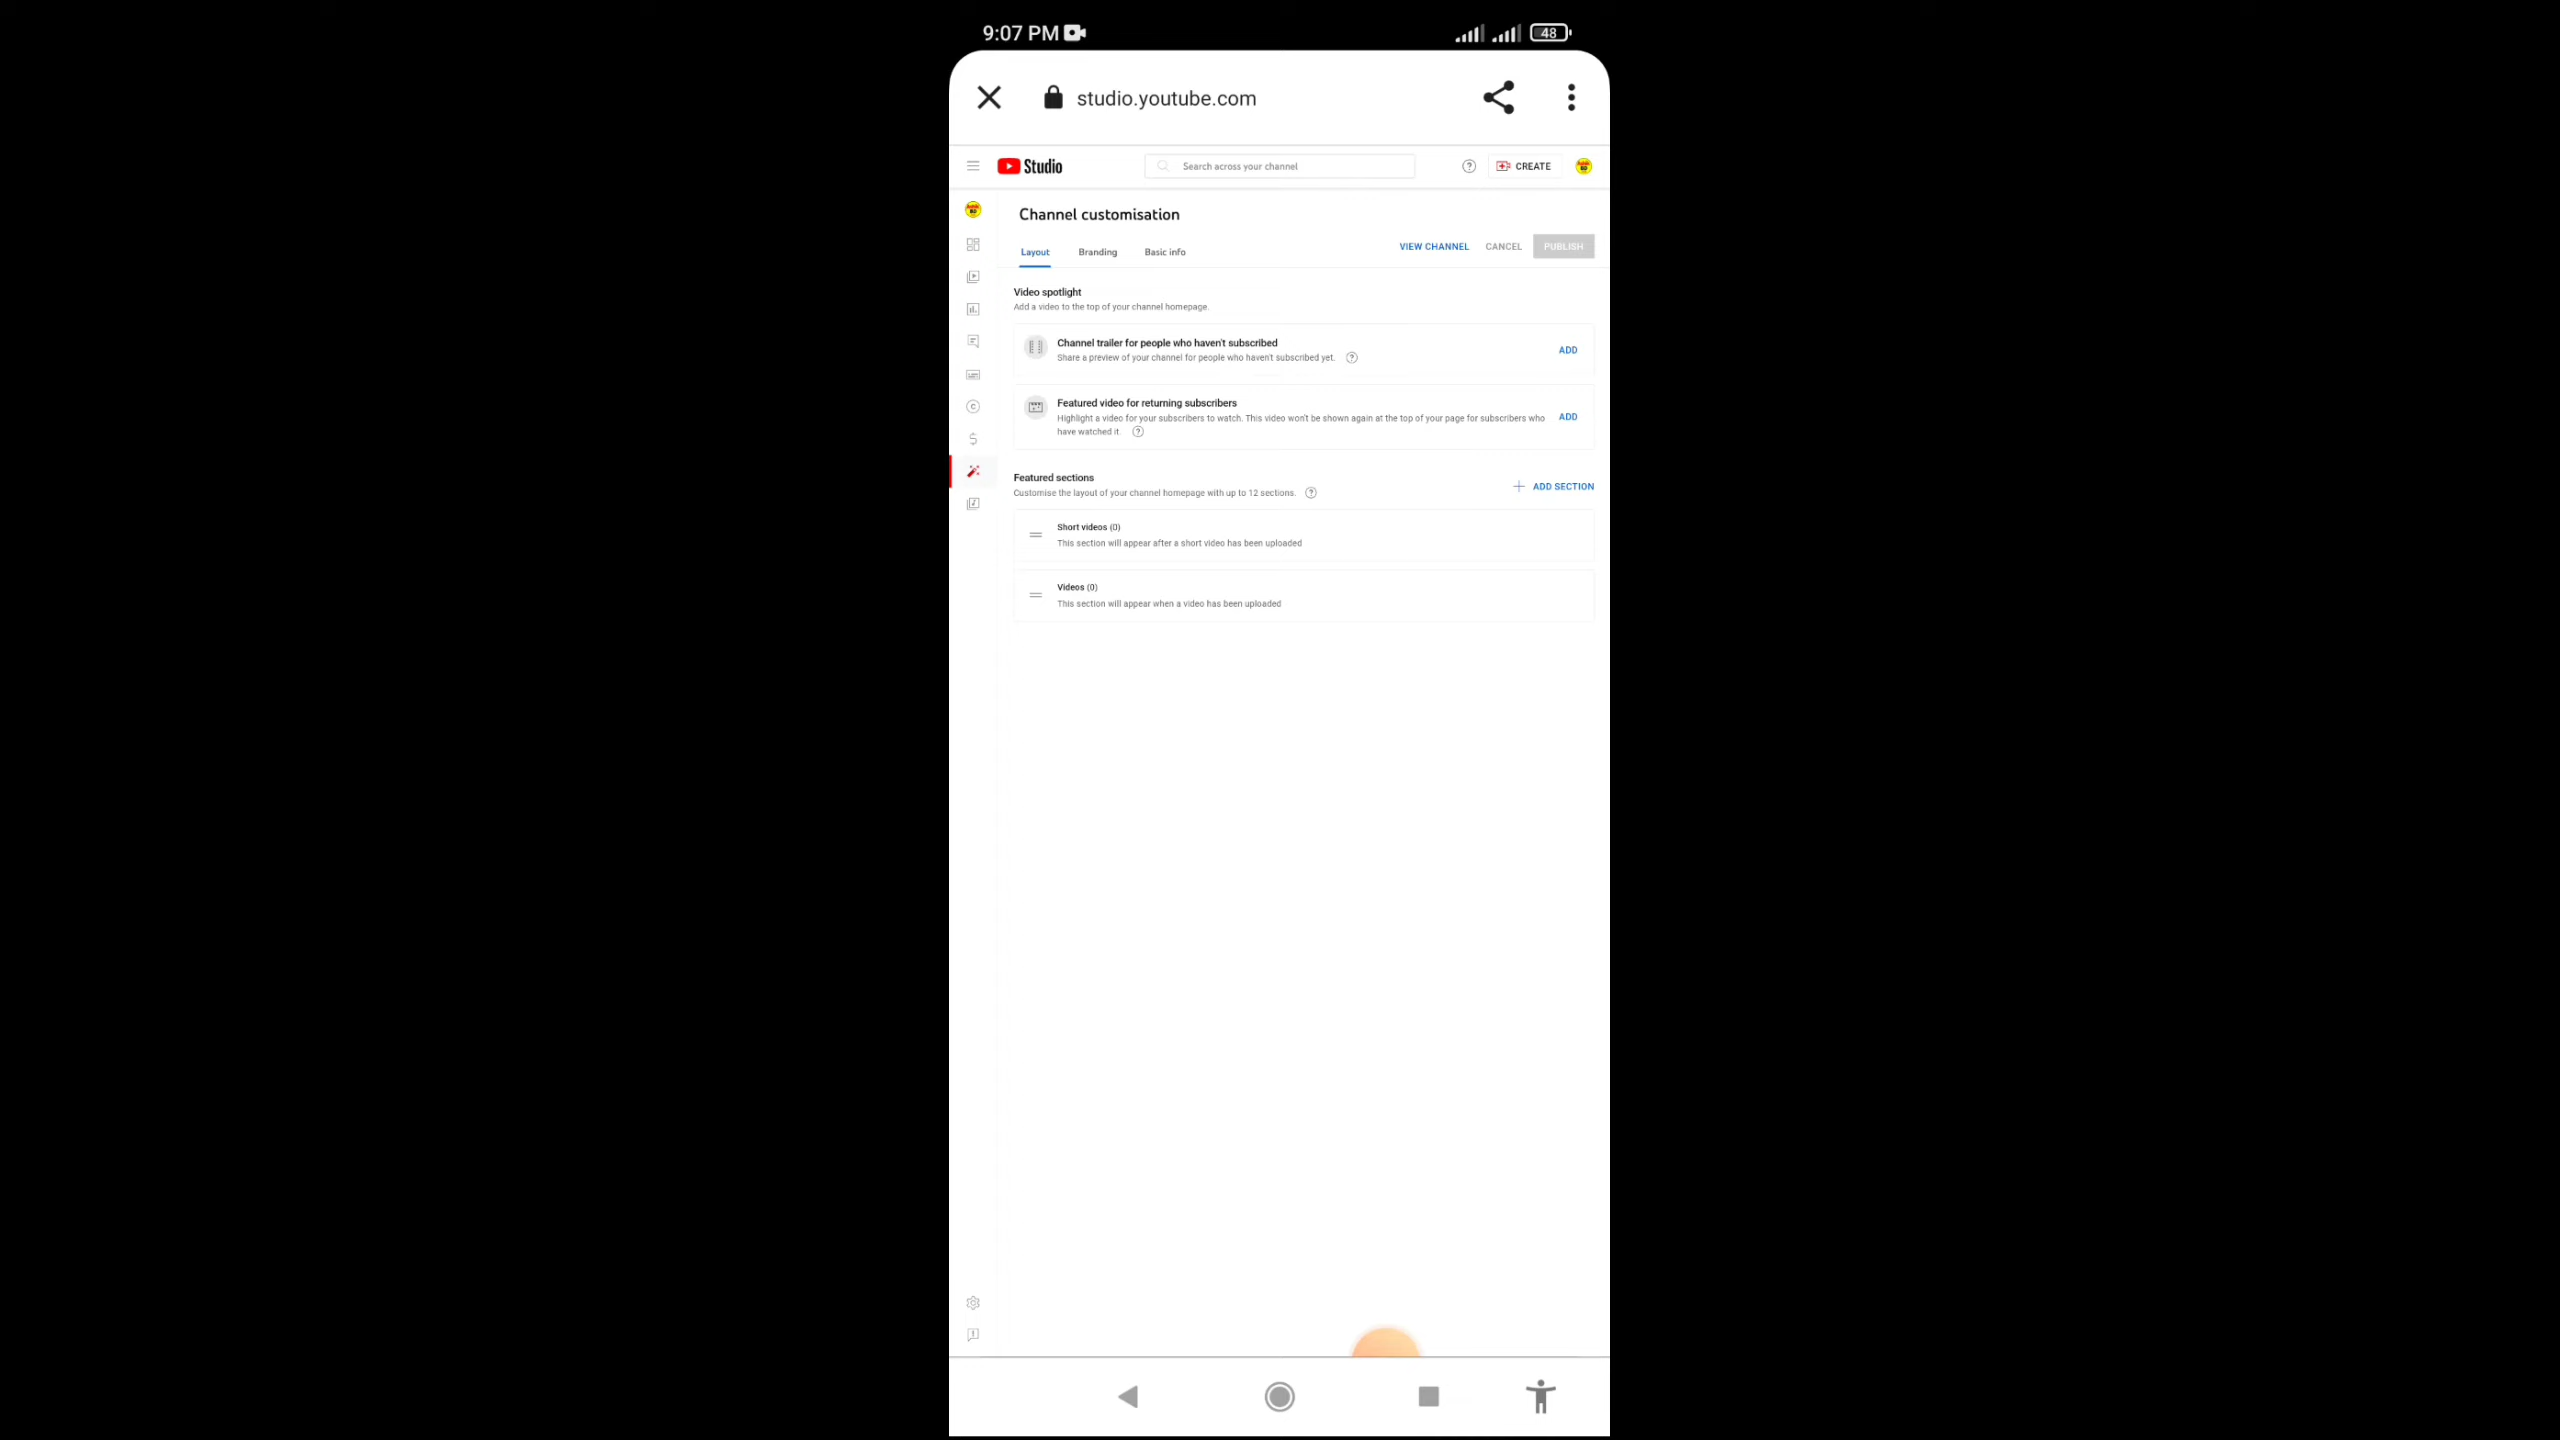 9:07 PM
48
studio.youtube.com
Studio
Search across your channel
CREATE
Channel customisation
Layout
Branding
Basic info
VIEW CHANNEL
CANCEL
PUBLISH
Video spotlight
Add a video to the top of your channel homepage.
Channel trailer for people who haven't subscribed
Share a preview of your channel for people who haven't subscribed yet.
ADD
Featured video for returning subscribers
Highlight a video for your subscribers to watch. This video won't be shown again at the top of your page for subscribers who
have watched it.
ADD
Featured sections
Customise the layout of your channel homepage with up to 12 sections.
ADD SECTION
Short videos (0)
This section will appear after a short video has been uploaded
Videos (0)
This section will appear when a video has been uploaded